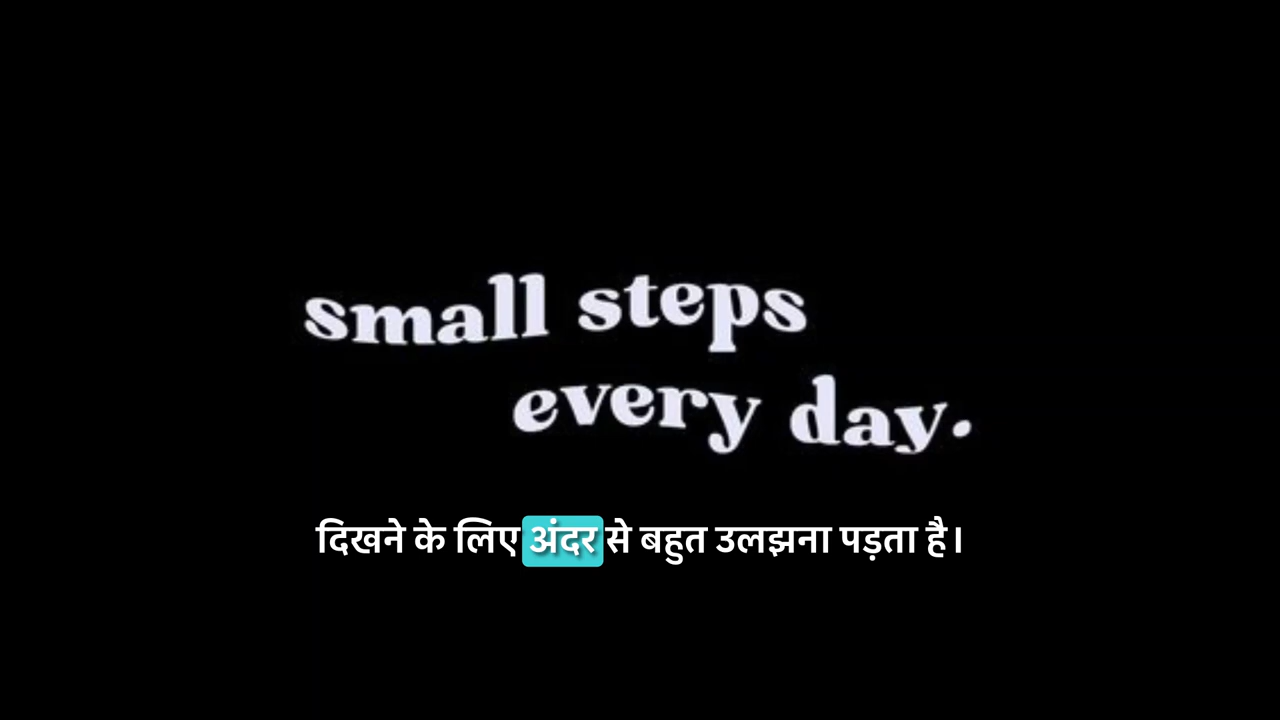 small steps
every day.
दिखने के लिए अंदर से बहुत उलझना पड़ता है।